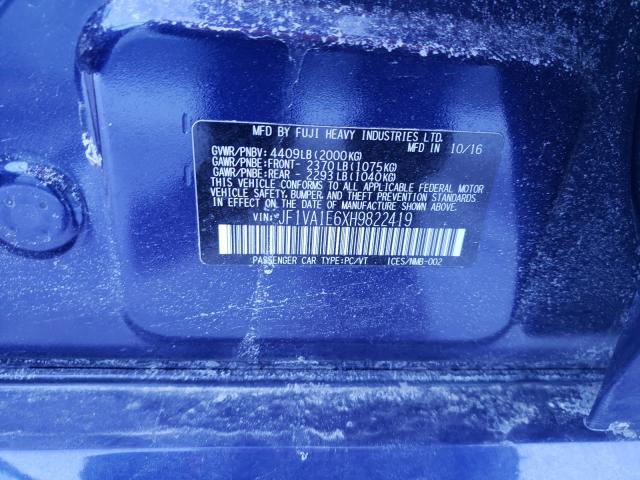 MFD BY FUJI HEAVY INDUSTRIES LTD.
GVWR/PNBV: 4409LB(2000KG) MFD IN 10/16
GAWR/PNBE:FRONT- 2370LB(1075KG)
GAWR/PNBE:REAR - 2293LB(1040KG)
THIS VEHICLE CONFORMS TO ALL APPLICABLE FEDERAL MOTOR
VEHICLE SAFETY, BUMPER, AND THEFT PREVENTION STANDARDS
IN EFFECT ON THE DATE OF MANUFACTURE SHOWN ABOVE.
VIN: JF1VA1E6XH9822419
PASSENGER CAR TYPE:PC/VT ICES/NMB-002